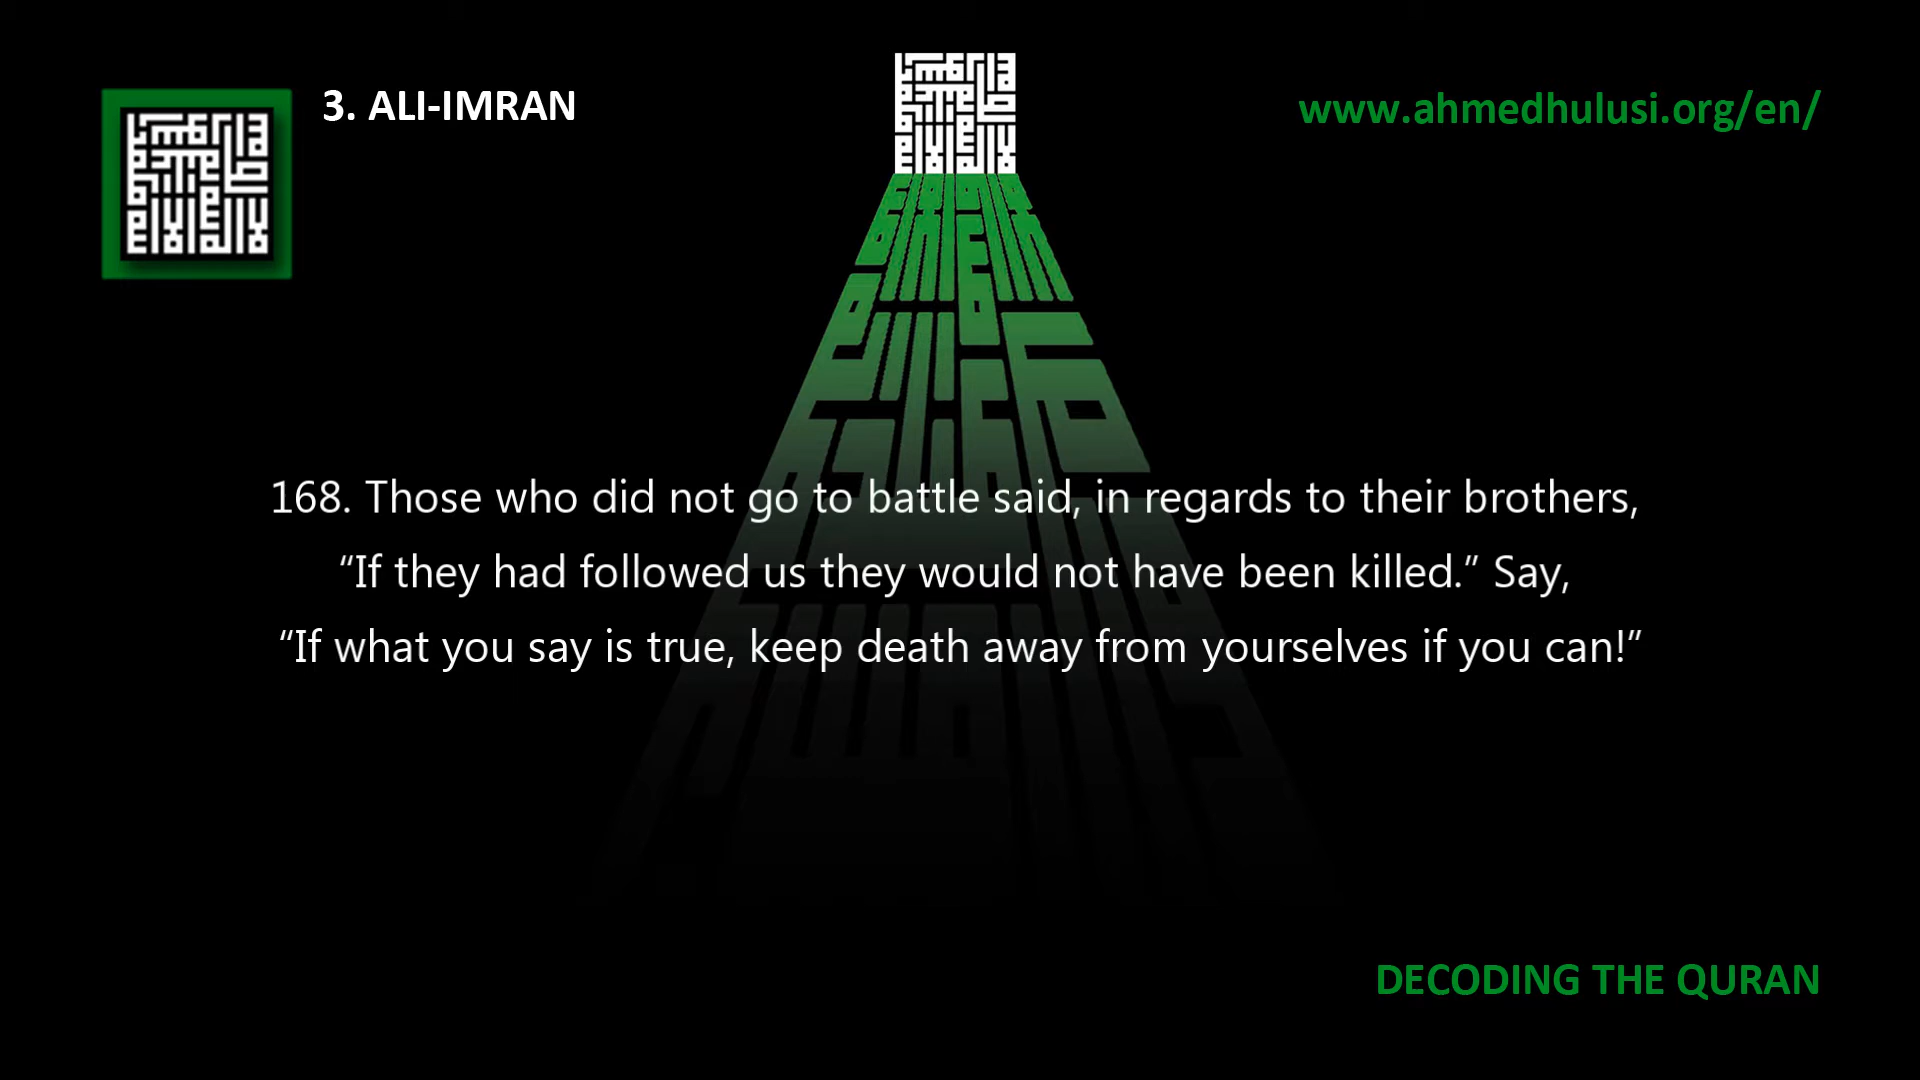 3. ALI-IMRAN
www.ahmedhulusi.org/en/
168. Those who did not go to battle said, in regards to their brothers,
“If they had followed us they would not have been killed.” Say,
“If what you say is true, keep death away from yourselves if you can!”
DECODING THE QURAN